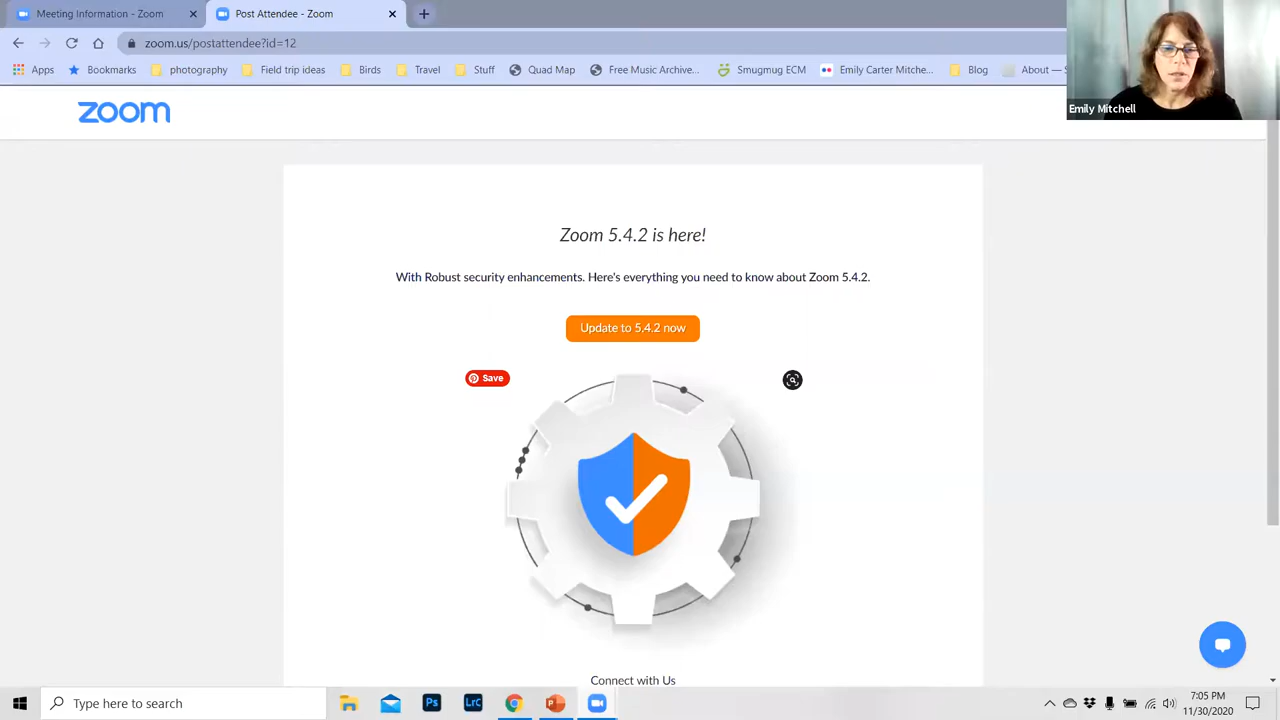 Meeting Information - Zoom
Post Attendee - Zoom
zoom.us/postattendee?id=12
Apps
Bookmarks
photography
Field trip ideas
Birds
Travel
Quad Map
Free Music Archive...
Smugmug ECM
Emily Carter Mitche...
Blog
Emily Mitchell
zoom
Zoom 5.4.2 is here!
With Robust security enhancements. Here's everything you need to know about Zoom 5.4.2.
Update to 5.4.2 now
Save
Connect with Us
Type here to search
Ps
Lrc
7:05 PM
11/30/2020